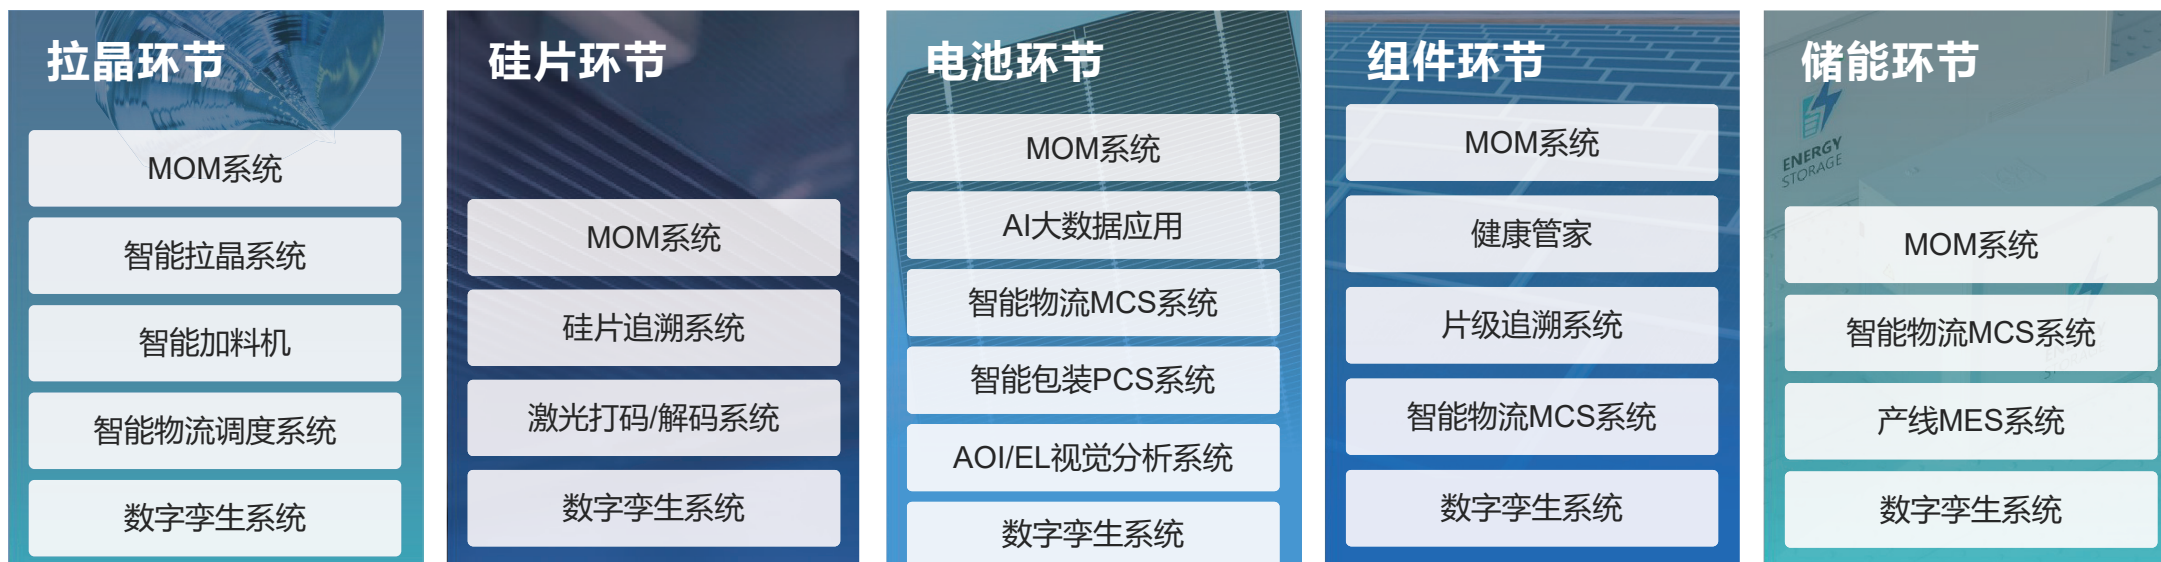 拉晶环节
MOM系统
智能拉晶系统
智能加料机
智能物流调度系统
数字孪生系统
硅片环节
MOM系统
硅片追溯系统
激光打码/解码系统
数字孪生系统
电池环节
MOM系统
AI大数据应用
智能物流MCS系统
智能包装PCS系统
AOI/EL视觉分析系统
数字孪生系统
组件环节
MOM系统
健康管家
片级追溯系统
智能物流MCS系统
数字孪生系统
储能环节
ENERGY
STORAGE
MOM系统
智能物流MCS系统
产线MES系统
数字孪生系统